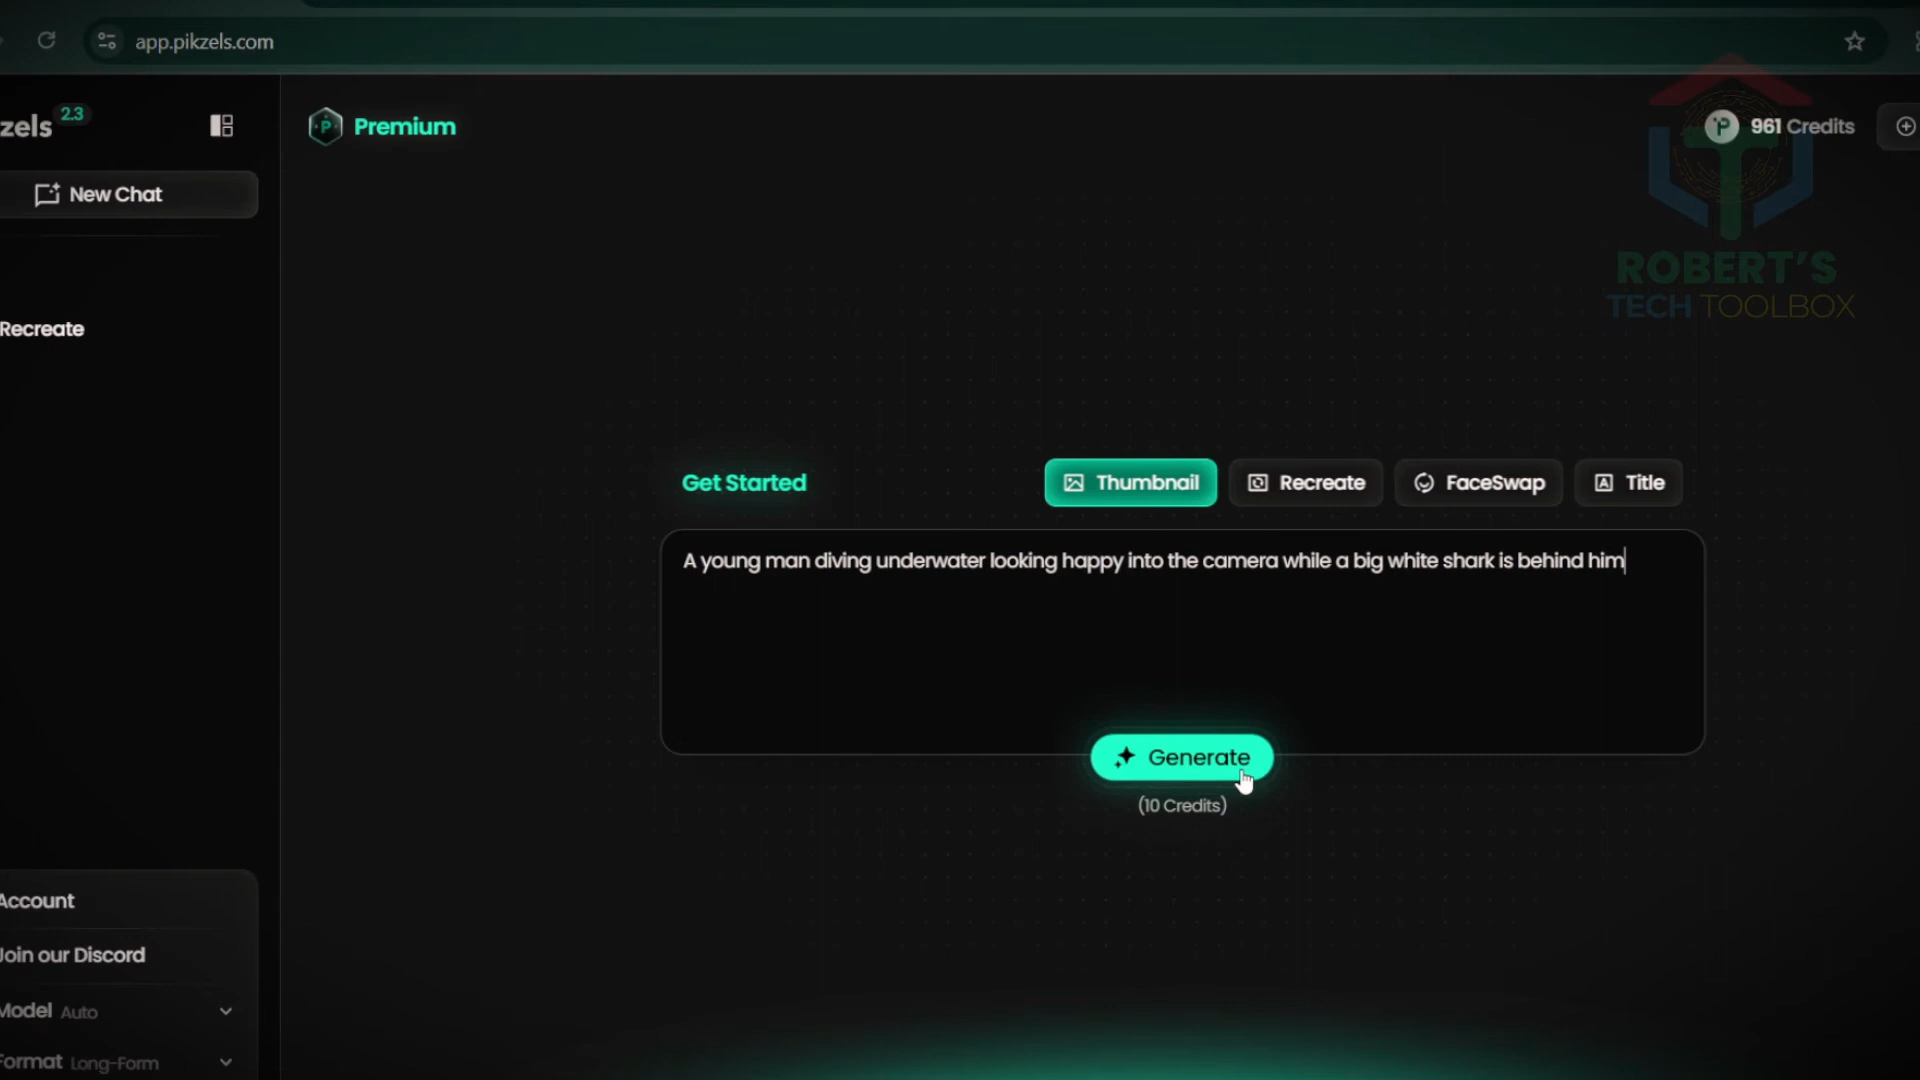 app.pikzels.com
zels 2.3
Premium
961 Credits
New Chat
ROBERT'S
TECH TOOLBOX
Recreate
Get Started
Thumbnail
Recreate
FaceSwap
Title
A young man diving underwater looking happy into the camera while a big white shark is behind him
Generate
(10 Credits)
Account
Join our Discord
Model Auto
Format Long-Form